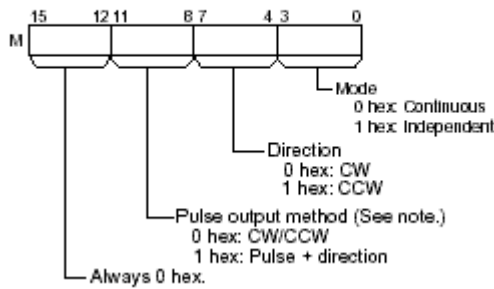 15 12 11 8 7 4 3 0
M
Mode
0 hex: Continuous
1 hex: Independent
Direction
0 hex: CW
1 hex: CCW
Pulse output method (See note.)
0 hex: CW/CCW
1 hex: Pulse + direction
Always 0 hex.